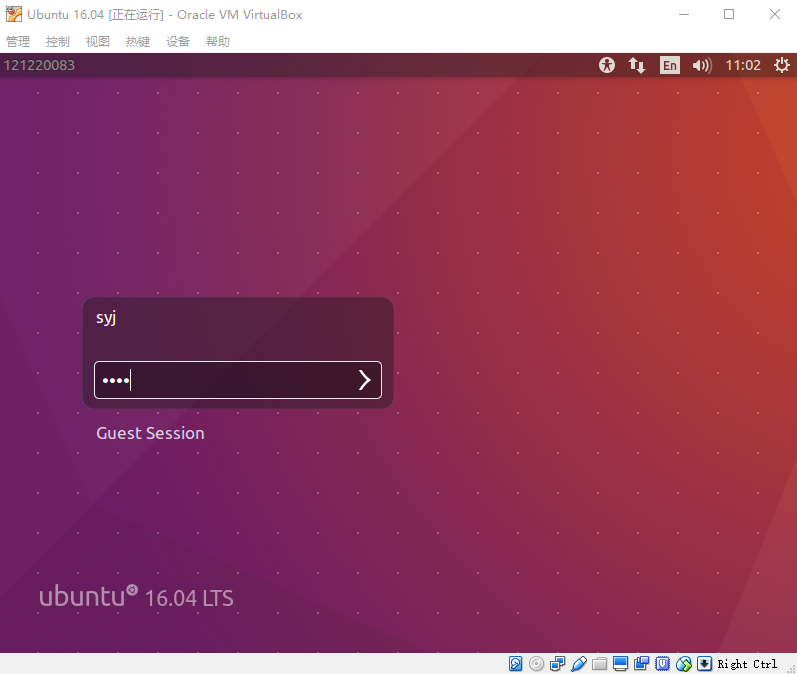 Ubuntu 16.04 [正在运行] - Oracle VM VirtualBox
管理 控制 视图 热键 设备 帮助
121220083 En 11:02
syj
••••
Guest Session
ubuntu 16.04 LTS
Right Ctrl